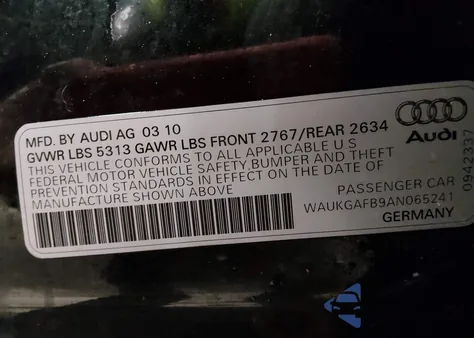 MFD. BY AUDI AG 03 10
GVWR LBS 5313 GAWR LBS FRONT 2767/REAR 2634
THIS VEHICLE CONFORMS TO ALL APPLICABLE U S
FEDERAL MOTOR VEHICLE SAFETY,BUMPER AND THEFT
PREVENTION STANDARDS IN EFFECT ON THE DATE OF
MANUFACTURE SHOWN ABOVE
Audi
PASSENGER CAR
WAUKGAFB9AN065241
GERMANY
0942331